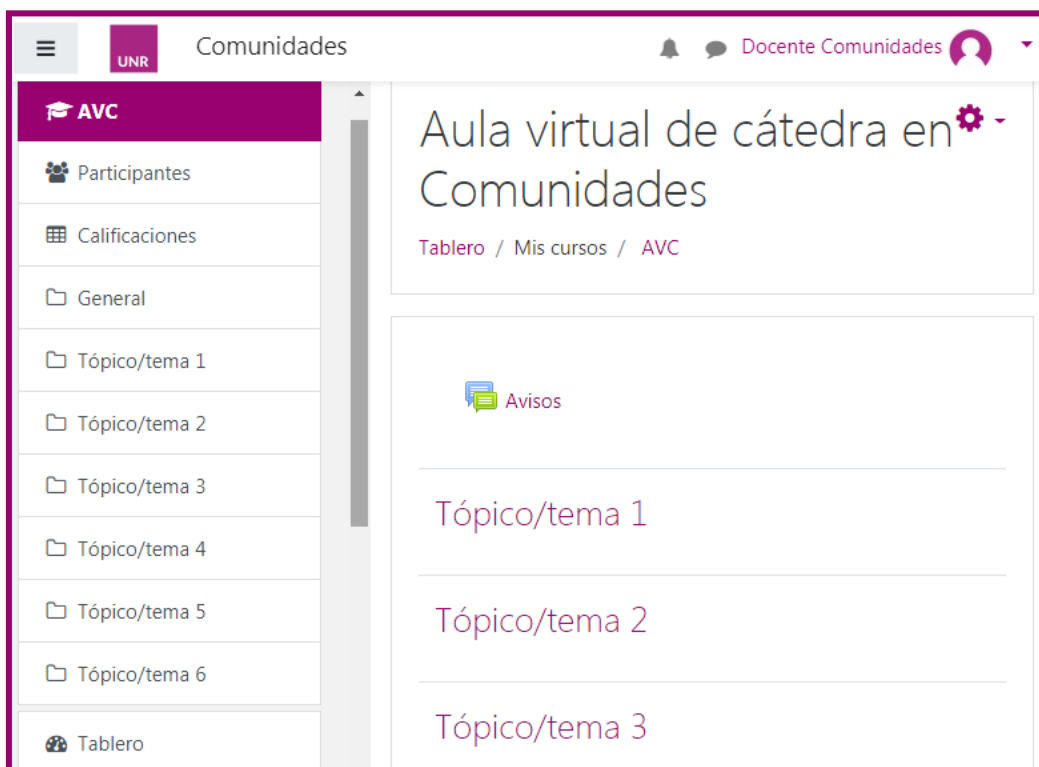 UNR
Comunidades
Docente Comunidades
AVC
Participantes
Calificaciones
General
Tópico/tema 1
Tópico/tema 2
Tópico/tema 3
Tópico/tema 4
Tópico/tema 5
Tópico/tema 6
Tablero
Aula virtual de cátedra en
Comunidades
Tablero / Mis cursos / AVC
Avisos
Tópico/tema 1
Tópico/tema 2
Tópico/tema 3